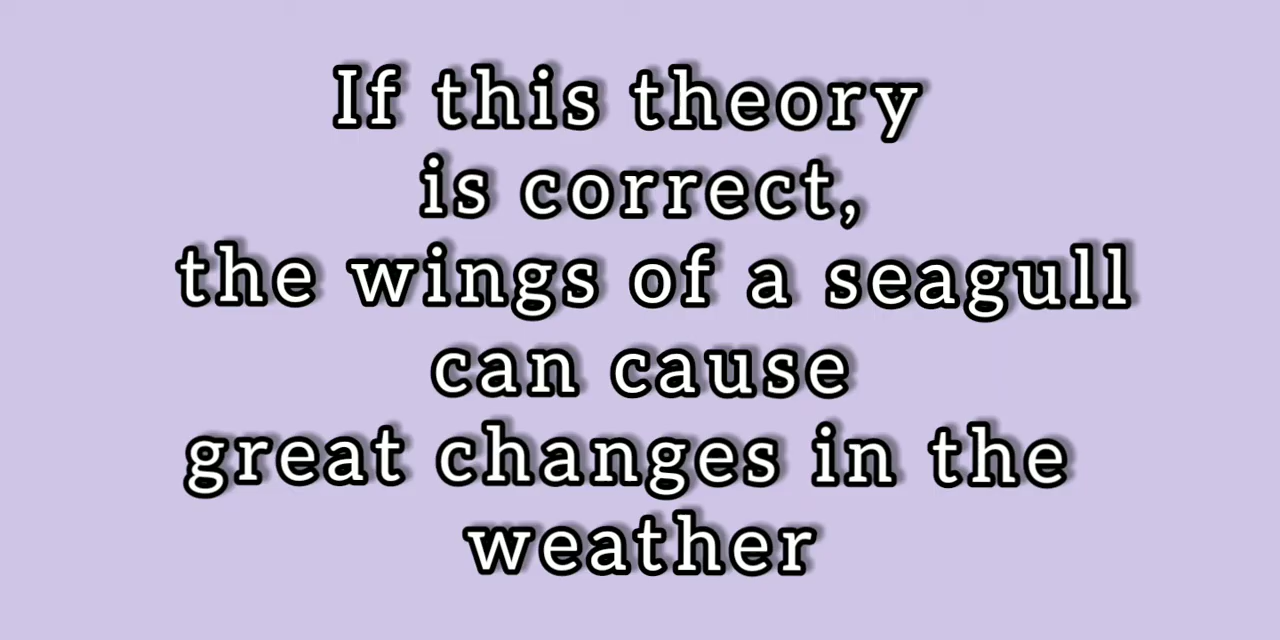 If this theory
is correct,
the wings of a seagull
can cause
great changes in the
weather